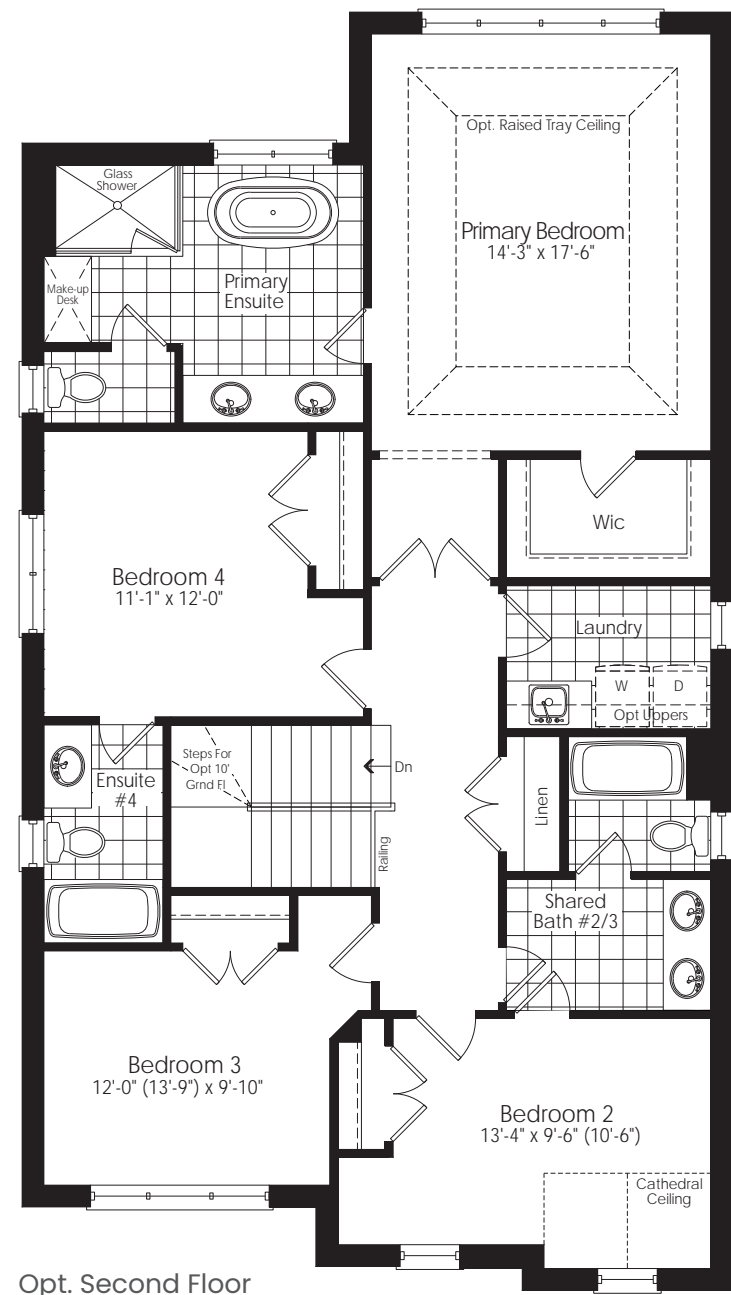 Opt. Raised Tray Ceiling
Glass
Shower
Primary Bedroom
14'-3" x 17'-6"
Primary
Ensuite
Make-up
Desk
Wic
Bedroom 4
11'-1" x 12'-0"
Laundry
W
D
Opt Uppers
Steps For
Opt 10'
Grnd Fl
Dn
Ensuite
#4
Linen
Railing
Shared
Bath #2/3
Bedroom 3
12'-0" (13'-9") x 9'-10"
Bedroom 2
13'-4" x 9'-6" (10'-6")
Cathedral
Ceiling
Opt. Second Floor